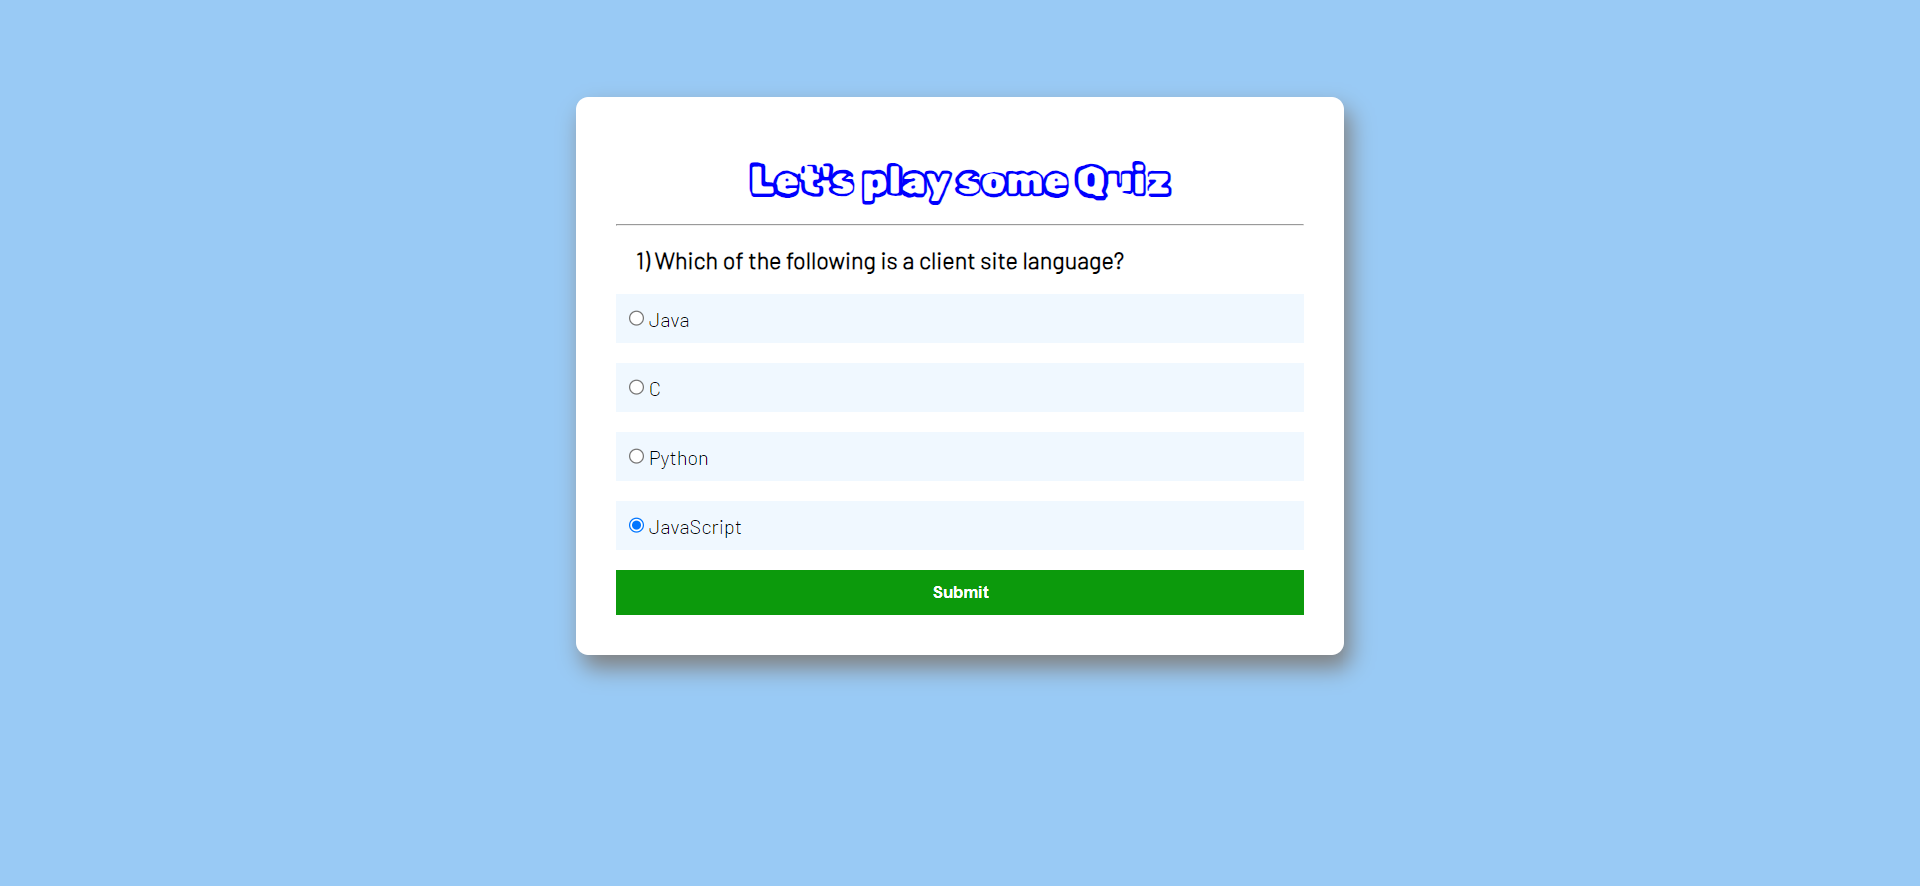 Let's play some Quiz
1) Which of the following is a client site language?
Java
C
Python
JavaScript
Submit